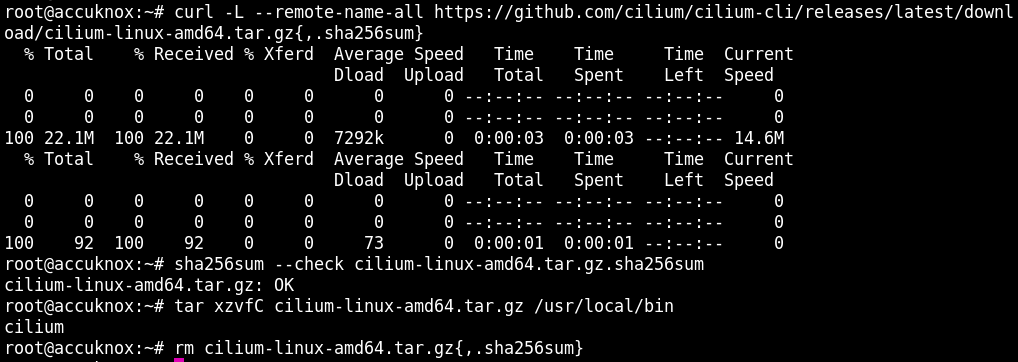 root@accuknox:~# curl -L --remote-name-all https://github.com/cilium/cilium-cli/releases/latest/downl
oad/cilium-linux-amd64.tar.gz{,.sha256sum}
  % Total    % Received % Xferd  Average Speed   Time    Time     Time  Current
                                 Dload  Upload   Total   Spent    Left  Speed
  0     0    0     0    0     0      0      0 --:--:-- --:--:-- --:--:--     0
  0     0    0     0    0     0      0      0 --:--:-- --:--:-- --:--:--     0
100 22.1M  100 22.1M    0     0  7292k      0  0:00:03  0:00:03 --:--:-- 14.6M
  % Total    % Received % Xferd  Average Speed   Time    Time     Time  Current
                                 Dload  Upload   Total   Spent    Left  Speed
  0     0    0     0    0     0      0      0 --:--:-- --:--:-- --:--:--     0
  0     0    0     0    0     0      0      0 --:--:-- --:--:-- --:--:--     0
100    92  100    92    0     0     73      0  0:00:01  0:00:01 --:--:--     0
root@accuknox:~# sha256sum --check cilium-linux-amd64.tar.gz.sha256sum
cilium-linux-amd64.tar.gz: OK
root@accuknox:~# tar xzvfC cilium-linux-amd64.tar.gz /usr/local/bin
cilium
root@accuknox:~# rm cilium-linux-amd64.tar.gz{,.sha256sum}